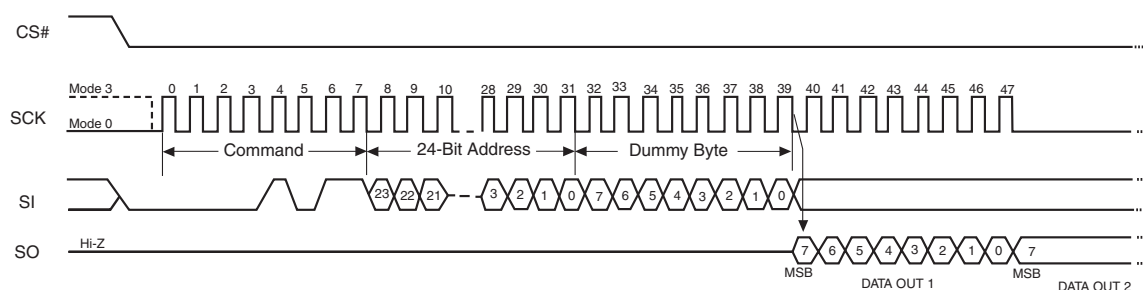 CS#
Mode 3
0 1 2 3 4 5 6 7 8 9 10 28 29 30 31 32 33 34 35 36 37 38 39 40 41 42 43 44 45 46 47
SCK
Mode 0
Command
24-Bit Address
Dummy Byte
SI
23 22 21 3 2 1 0 7 6 5 4 3 2 1 0
SO
Hi-Z
7 6 5 4 3 2 1 0 7
MSB
MSB
DATA OUT 1
DATA OUT 2